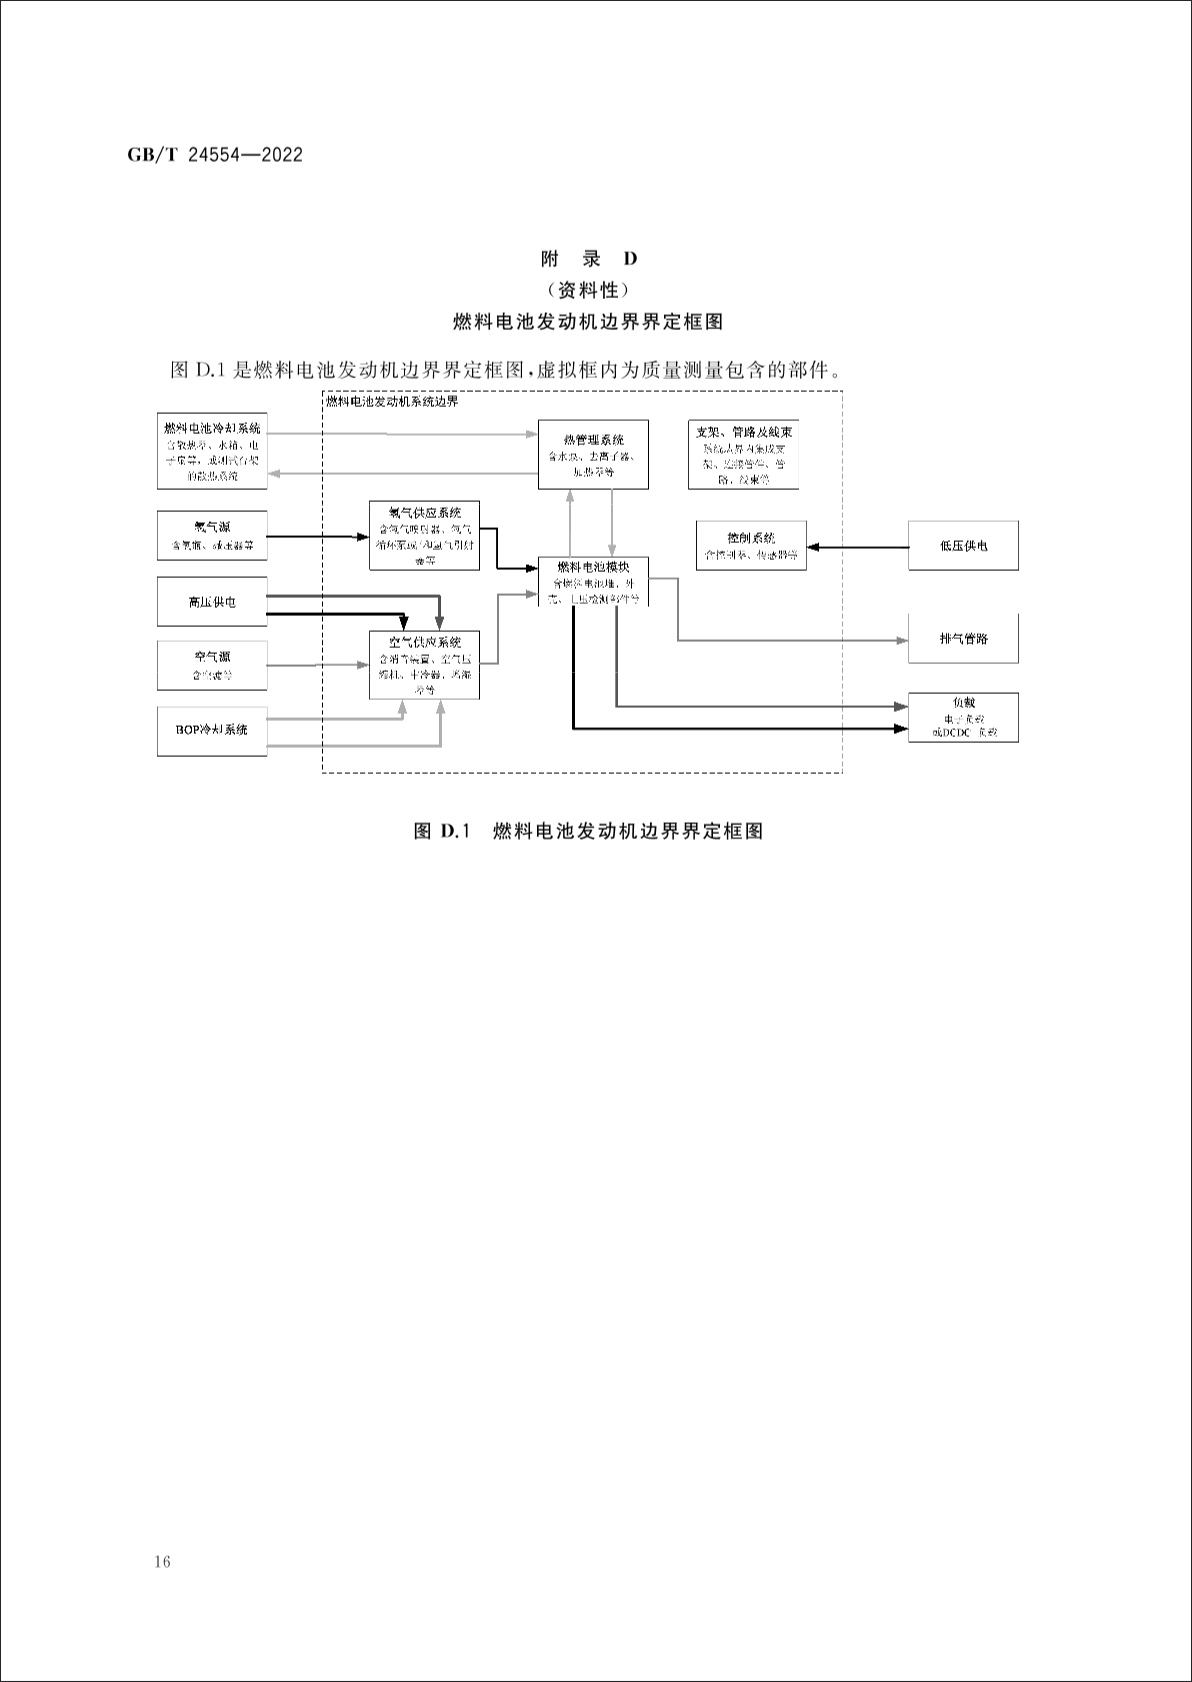 GB/T 24554—2022
附 录 D
（资料性）
燃料电池发动机边界界定框图
图 D.1 是燃料电池发动机边界界定框图,虚拟框内为质量测量包含的部件。
燃料电池发动机系统边界
燃料电池冷却系统
含散热器、水箱、电
子扇等，或测试台架
的散热系统
热管理系统
含水泵、去离子器、
加热器等
支架、管路及线束
系统边界内集成支
架、连接管件、管
路、线束等
氢气源
含氢瓶、减压器等
氢气供应系统
含氢气喷射器、氢气
循环泵或/和氢气引射
器等
控制系统
含控制器、传感器等
低压供电
燃料电池模块
含燃料电池堆、外
壳、电压检测部件等
高压供电
空气供应系统
含消音装置、空气压
缩机、中冷器、增湿
器等
排气管路
空气源
含空滤等
BOP冷却系统
负载
电子负载
或DCDC+负载
图 D.1 燃料电池发动机边界界定框图
16